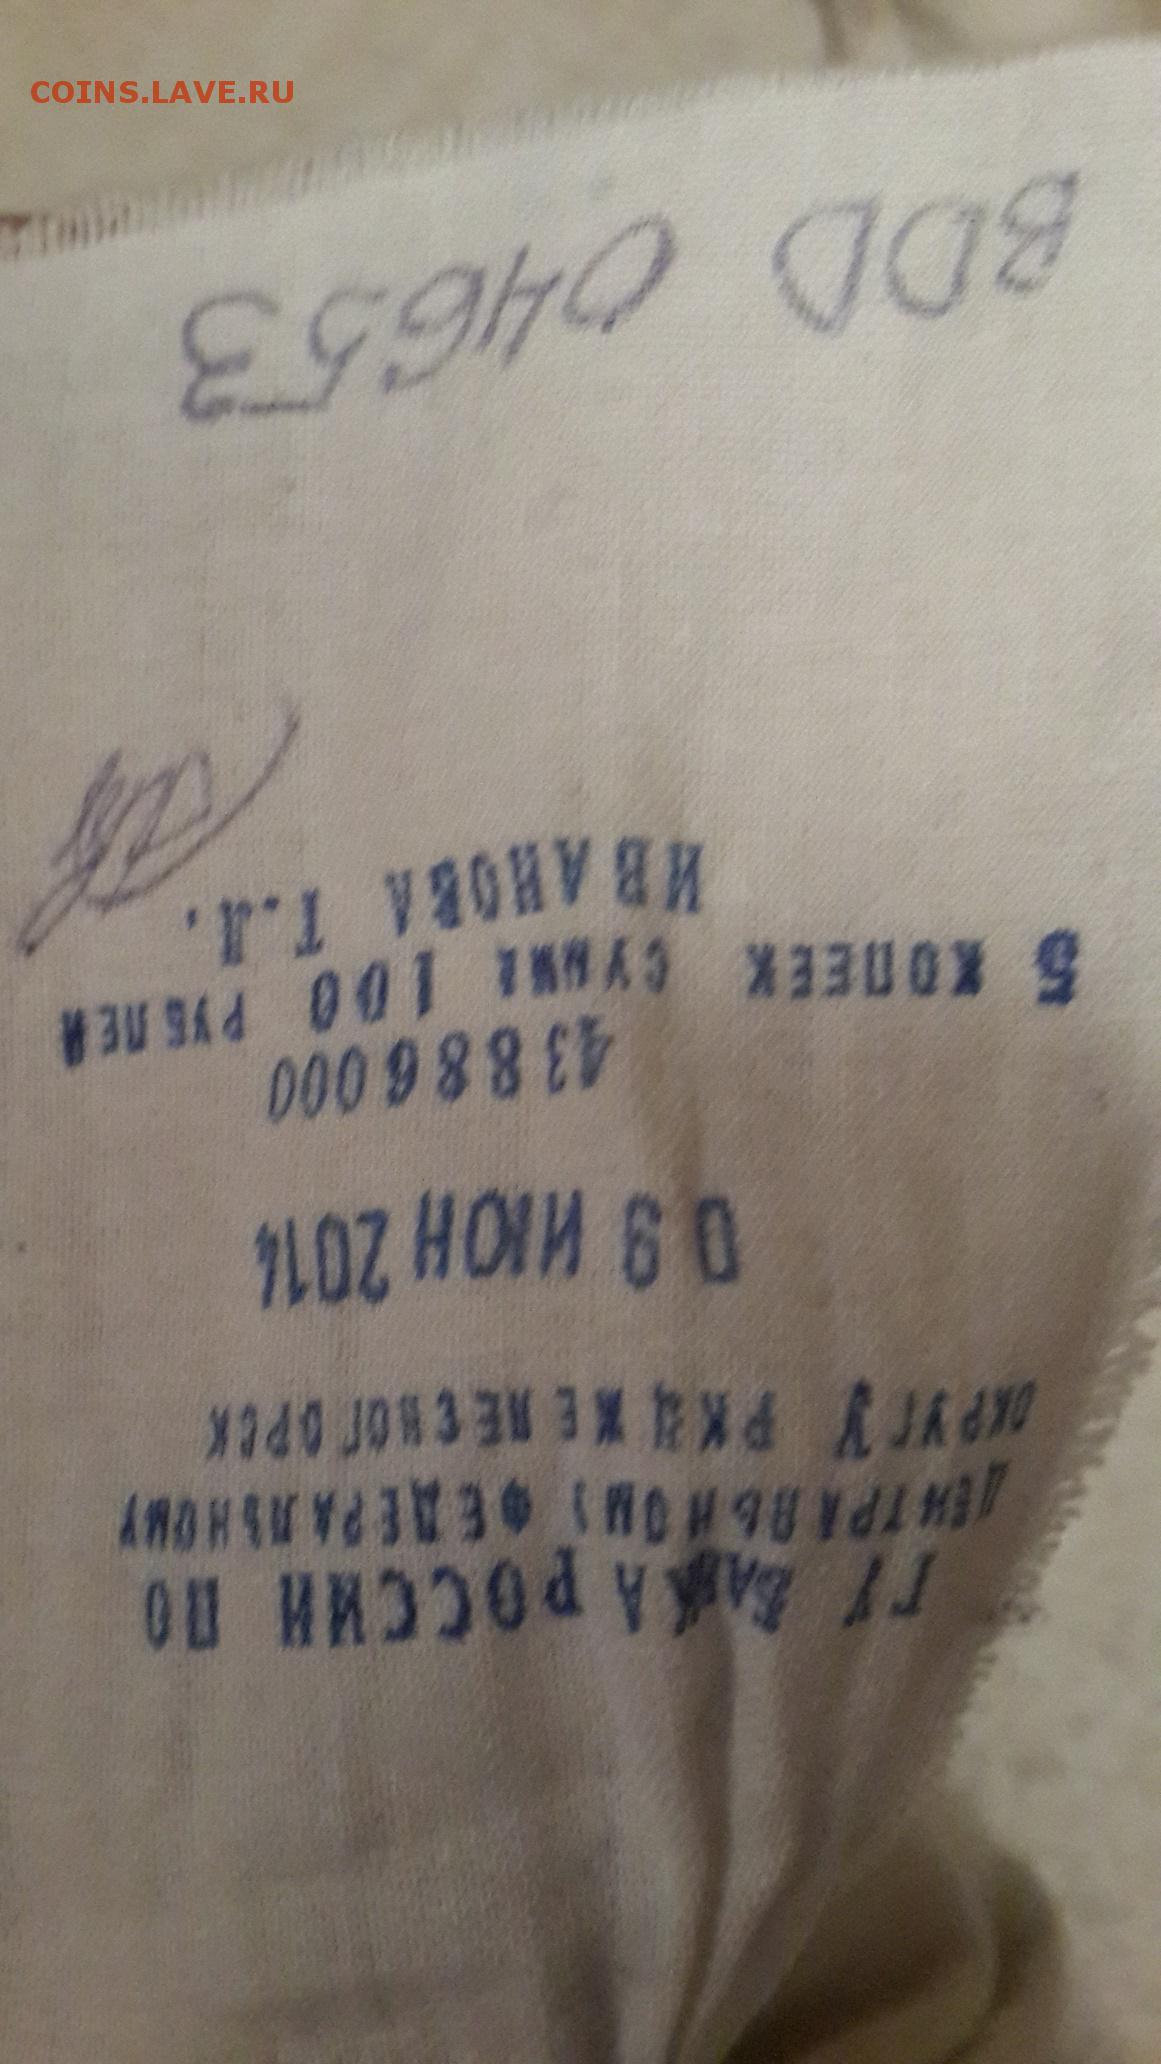 COINS.LAVE.RU
ГУ БАНКА РОССИИ ПО
ЦЕНТРАЛЬНОМУ ФЕДЕРАЛЬНОМУ
ОКРУГУ РКЦ ЖЕЛЕЗНОГОРСК
09 ИЮН 2014
43886000
5 КОПЕЕК СУММА 100 РУБЛЕЙ
ИВАНОВА Т.Л.
BDD 04653